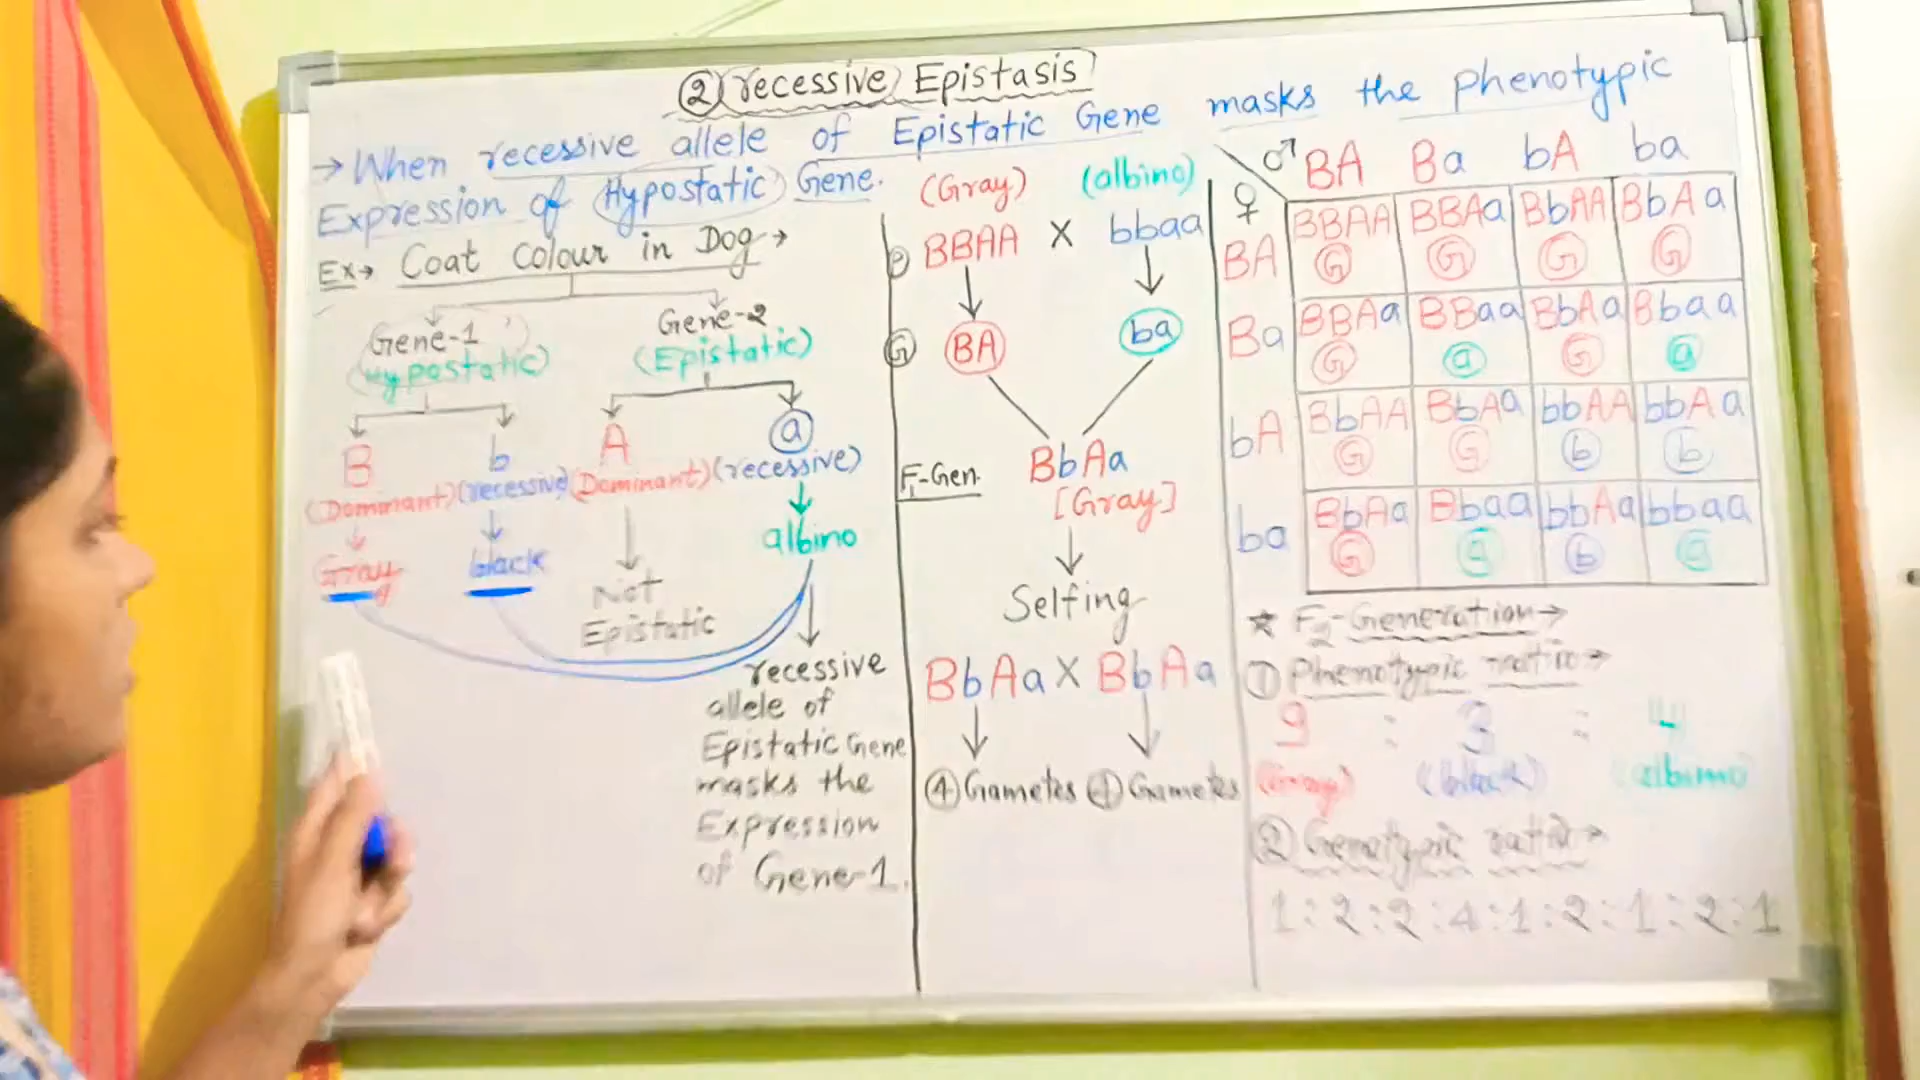 ② recessive Epistasis
→ When recessive allele of Epistatic Gene masks the phenotypic
Expression of Hypostatic Gene.
Ex→ Coat colour in Dog →
Gene-1
(Hypostatic)
Gene-2
(Epistatic)
B b A a
(Dominant) (recessive) (Dominant) (recessive)
Gray black Not Epistatic albino
recessive
allele of
Epistatic Gene
masks the
Expression
of Gene-1.
(Gray) (albino)
P BBAA X bbaa
G BA ba
F1-Gen. BbAa
[Gray]
Selfing
BbAa X BbAa
④ Gametes ④ Gametes
♂ BA Ba bA ba
♀
BA BBAA BBAa BbAA BbAa
G G G G
Ba BBAa BBaa BbAa Bbaa
G a G a
bA BbAA BbAa bbAA bbAa
G G b b
ba BbAa Bbaa bbAa bbaa
G a b a
★ F2-Generation →
① Phenotypic ratio →
9 : 3 : 4
(Gray) (black) (albino)
② Genotypic ratio →
1:2:2:4:1:2:1:2:1